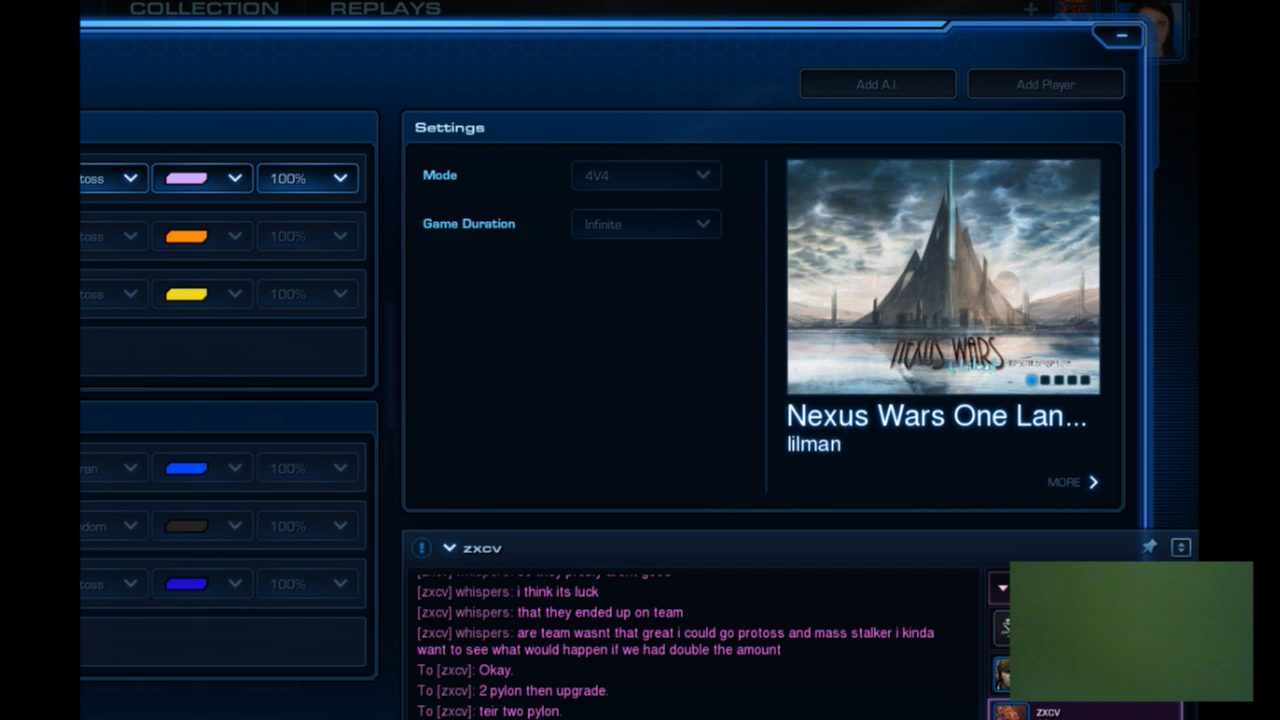 COLLECTION REPLAYS
Add A.I. Add Player
Settings
toss 100%
Mode 4V4
toss 100%
Game Duration Infinite
toss 100%
NEXUS WARS
Nexus Wars One Lan...
lilman
ran 100%
MORE
dom 100%
zxcv
toss 100%
[zxcv] whispers: i think its luck
[zxcv] whispers: that they ended up on team
[zxcv] whispers: are team wasnt that great i could go protoss and mass stalker i kinda
want to see what would happen if we had double the amount
To [zxcv]: Okay.
To [zxcv]: 2 pylon then upgrade.
To [zxcv]: teir two pylon.
zxcv